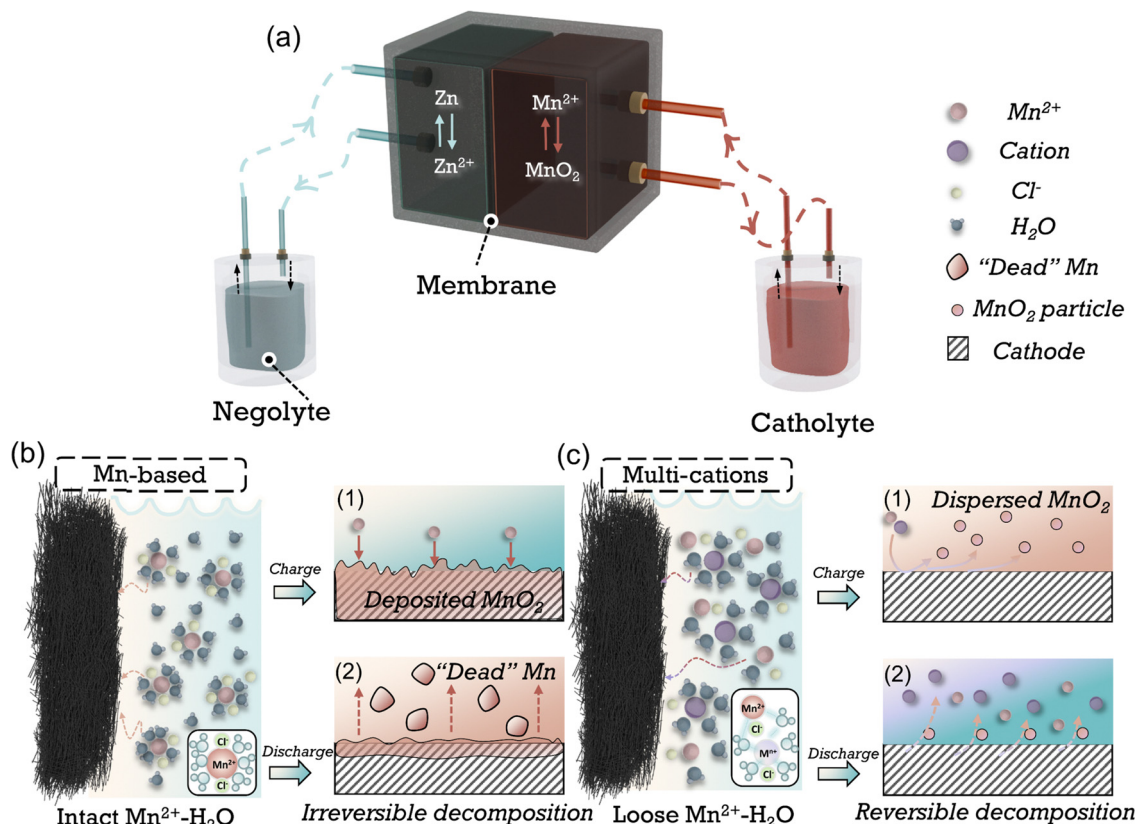 (a)
Zn
Zn²⁺
Mn²⁺
MnO₂
Membrane
Negolyte
Catholyte
Mn²⁺
Cation
Cl⁻
H₂O
“Dead” Mn
MnO₂ particle
Cathode
(b)
Mn-based
Cl⁻
Mn²⁺
Cl⁻
Intact Mn²⁺-H₂O
Charge
Discharge
(1)
Deposited MnO₂
(2)
“Dead” Mn
Irreversible decomposition
(c)
Multi-cations
Mn²⁺
Cl⁻
Mⁿ⁺
Cl⁻
Loose Mn²⁺-H₂O
Charge
Discharge
(1)
Dispersed MnO₂
(2)
Reversible decomposition